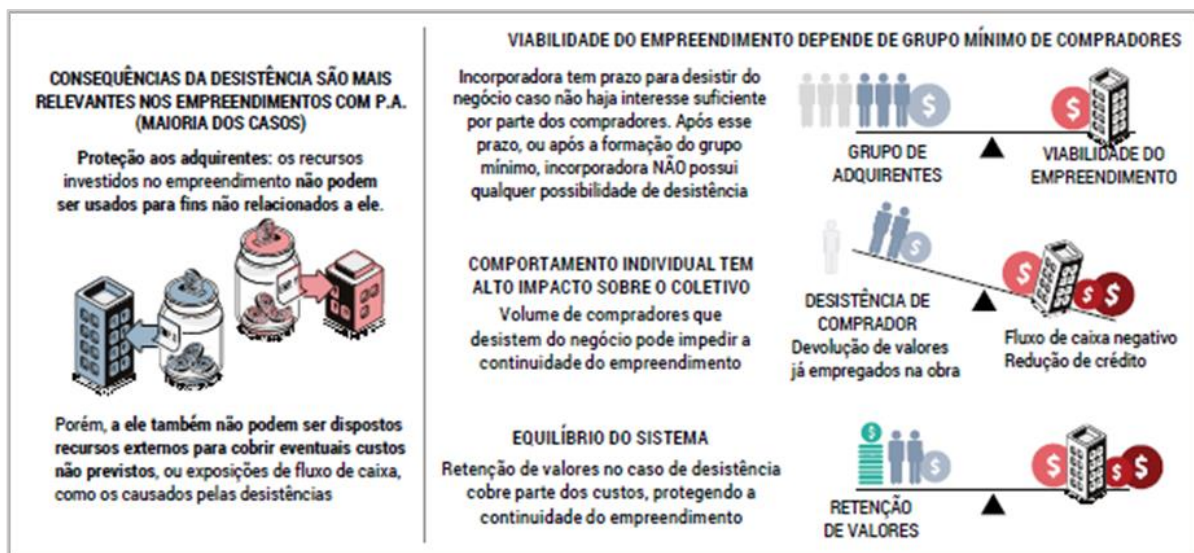 CONSEQUÊNCIAS DA DESISTÊNCIA SÃO MAIS
RELEVANTES NOS EMPREENDIMENTOS COM P.A.
(MAIORIA DOS CASOS)
Proteção aos adquirentes: os recursos
investidos no empreendimento não podem
ser usados para fins não relacionados a ele.
Porém, a ele também não podem ser dispostos
recursos externos para cobrir eventuais custos
não previstos, ou exposições de fluxo de caixa,
como os causados pelas desistências
VIABILIDADE DO EMPREENDIMENTO DEPENDE DE GRUPO MÍNIMO DE COMPRADORES
Incorporadora tem prazo para desistir do
negócio caso não haja interesse suficiente
por parte dos compradores. Após esse
prazo, ou após a formação do grupo
mínimo, incorporadora NÃO possui
qualquer possibilidade de desistência
$
$
GRUPO DE
ADQUIRENTES
VIABILIDADE DO
EMPREENDIMENTO
COMPORTAMENTO INDIVIDUAL TEM
ALTO IMPACTO SOBRE O COLETIVO
Volume de compradores que
desistem do negócio pode impedir a
continuidade do empreendimento
$
$
$
$
DESISTÊNCIA DE
COMPRADOR
Devolução de valores
já empregados na obra
Fluxo de caixa negativo
Redução de crédito
EQUILÍBRIO DO SISTEMA
Retenção de valores no caso de desistência
cobre parte dos custos, protegendo a
continuidade do empreendimento
$
$
$
$
$
RETENÇÃO
DE VALORES